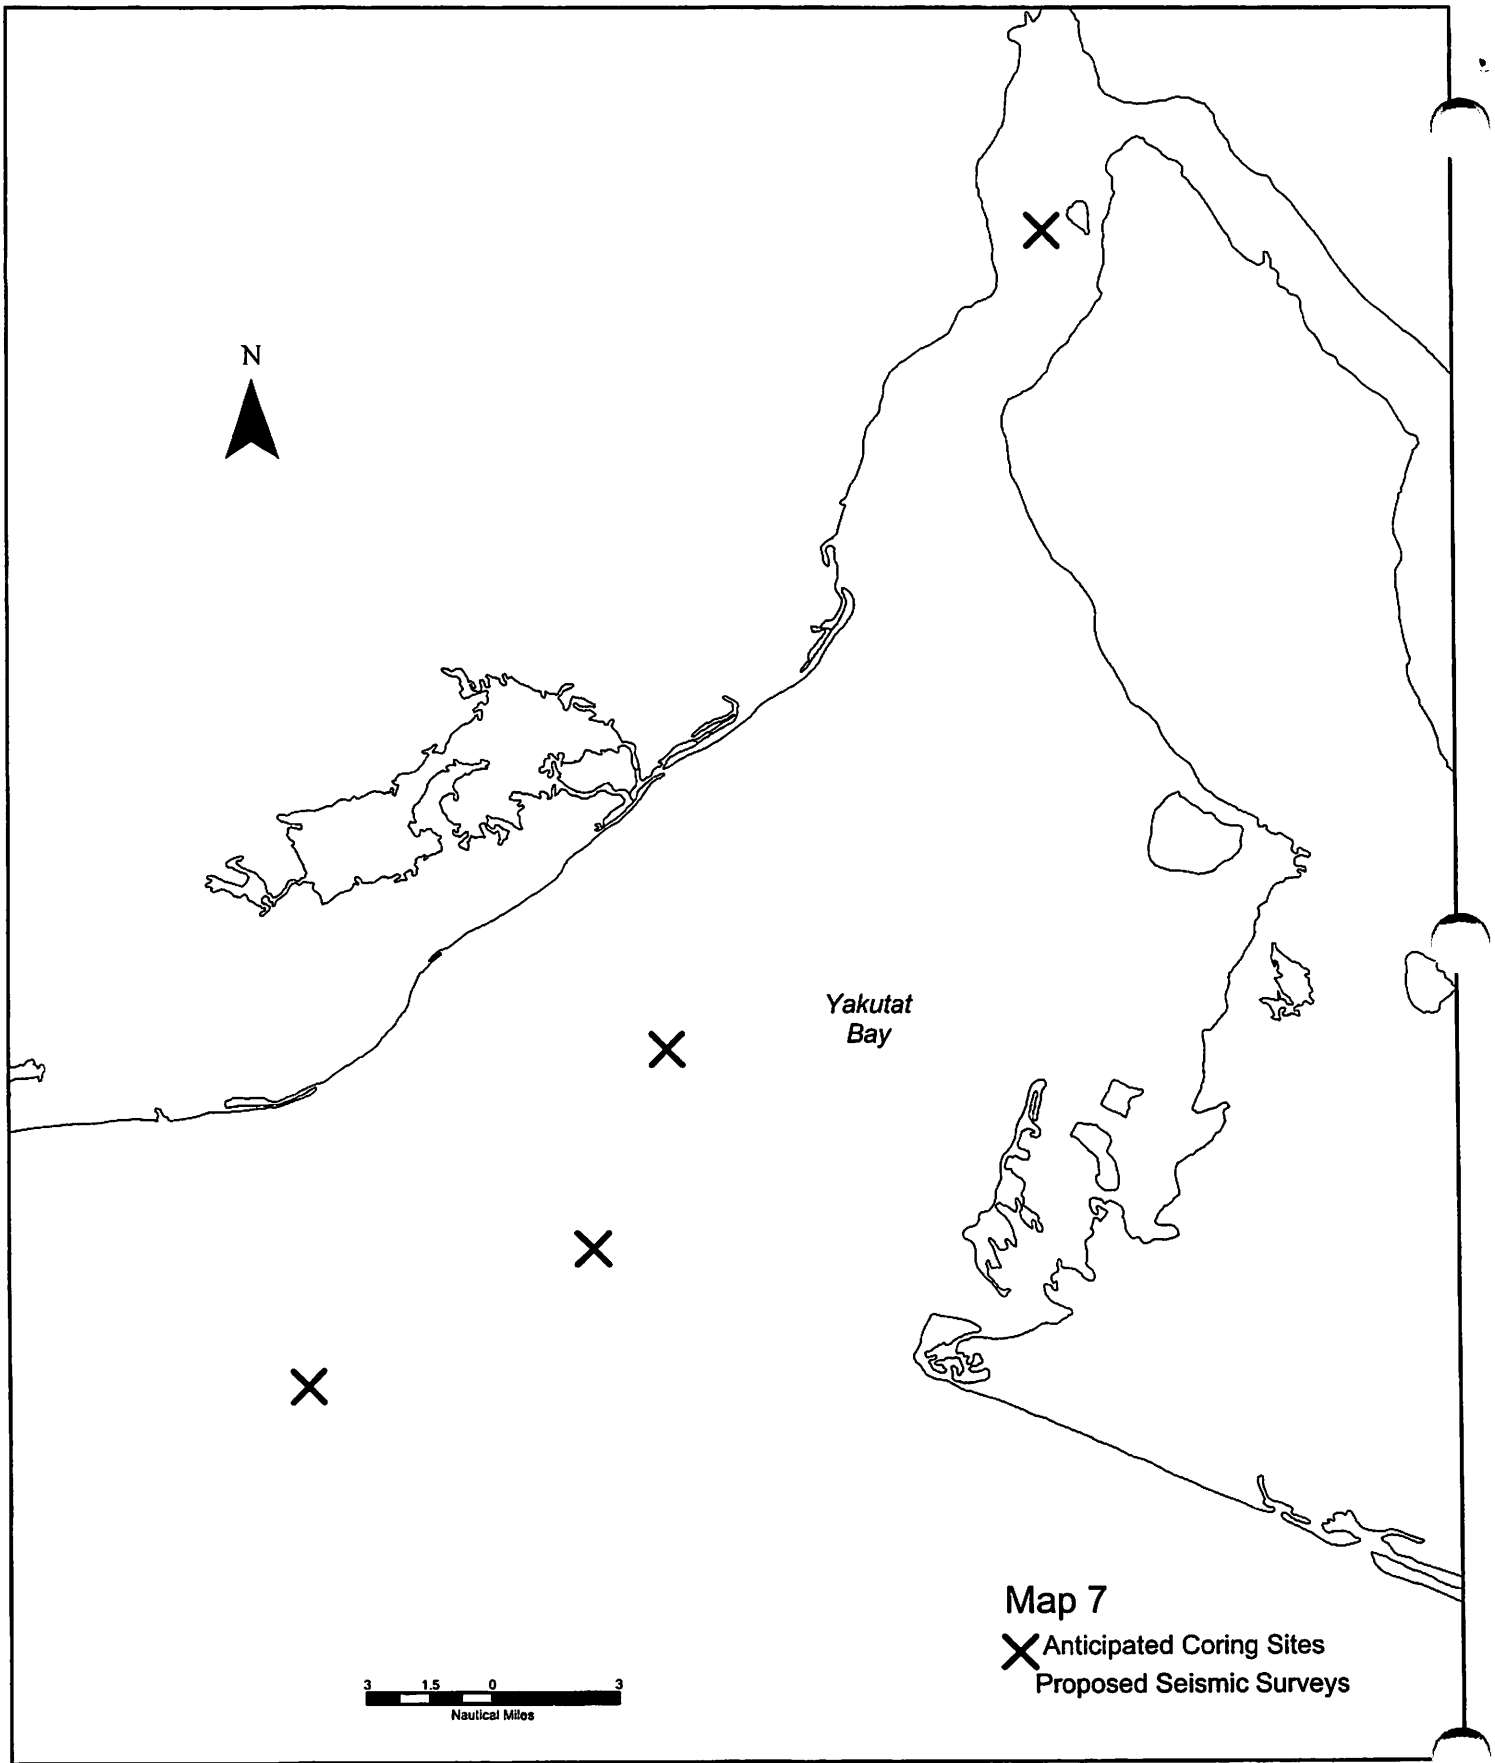 N
Yakutat
Bay
Map 7
Anticipated Coring Sites
Proposed Seismic Surveys
3 1.5 0 3
Nautical Miles